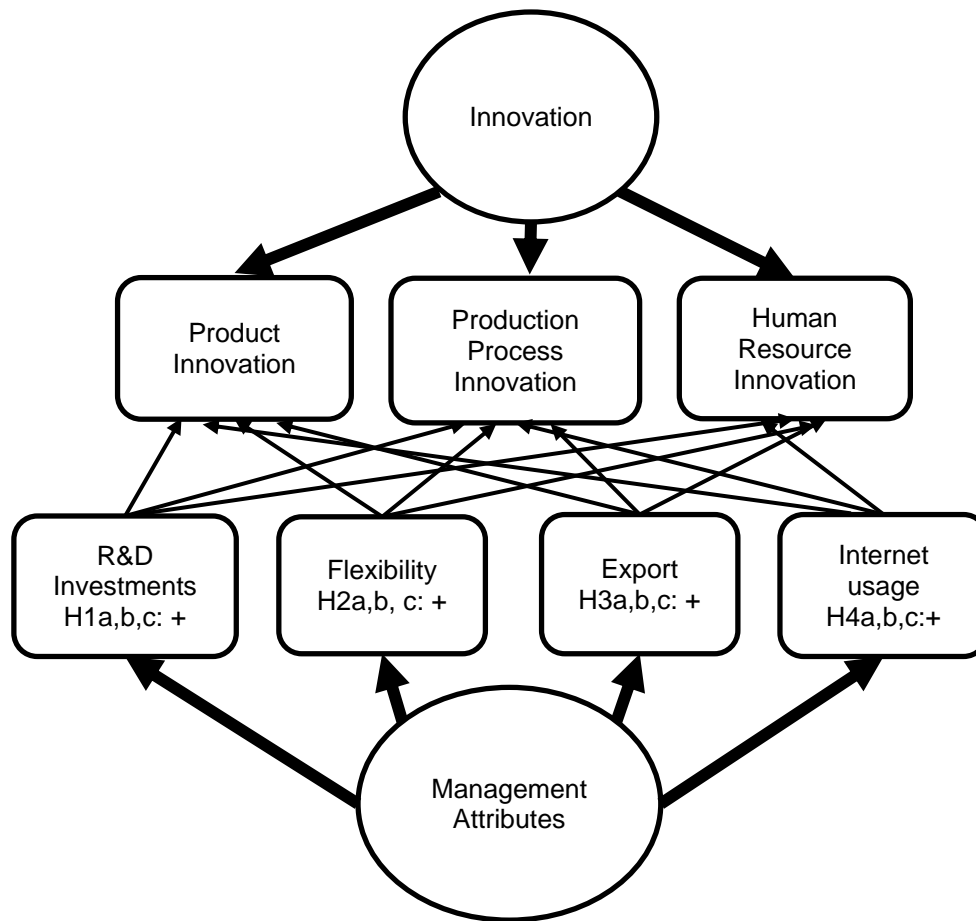 Innovation
Product
Innovation
Production
Process
Innovation
Human
Resource
Innovation
R&D
Investments
H1a,b,c: +
Flexibility
H2a,b, c: +
Export
H3a,b,c: +
Internet
usage
H4a,b,c:+
Management
Attributes